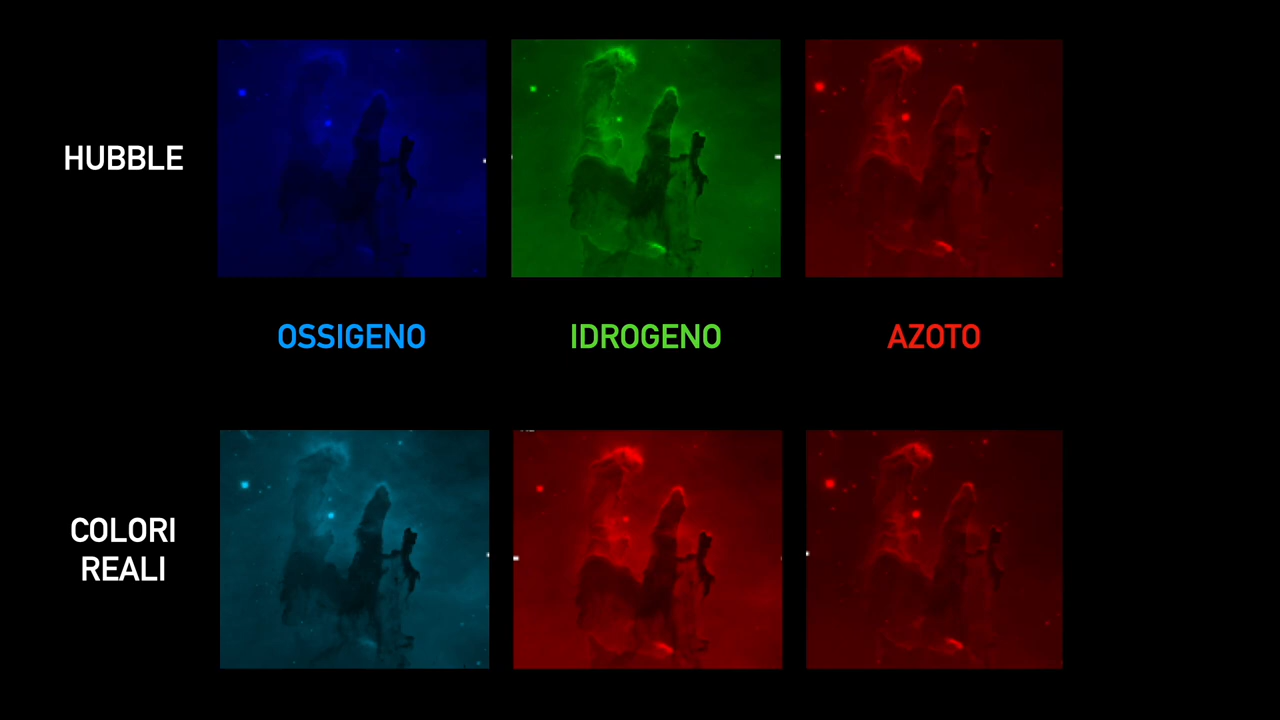 HUBBLE
OSSIGENO
IDROGENO
AZOTO
COLORI
REALI